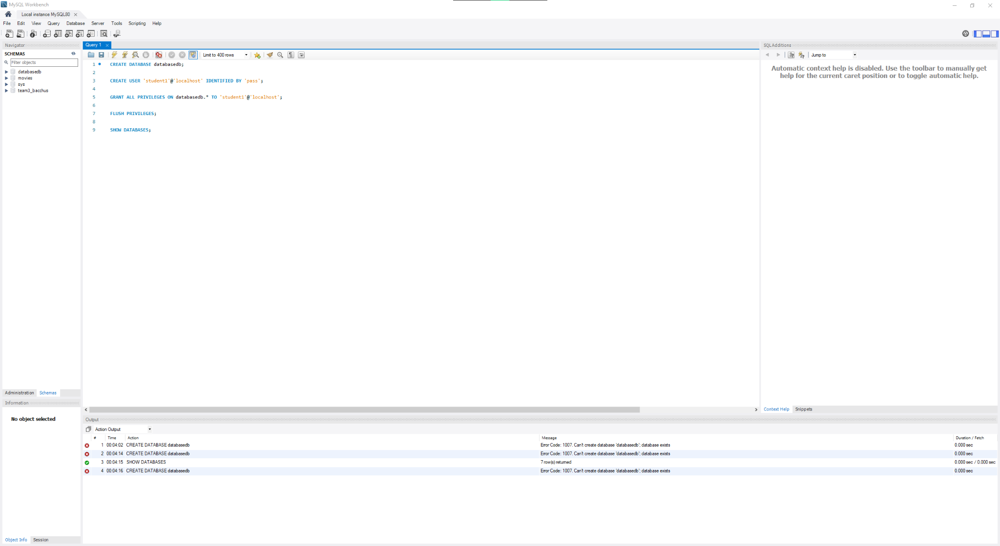 MySQL Workbench
Local instance MySQL80
File Edit View Query Database Server Tools Scripting Help
Navigator
SCHEMAS
Filter objects
databasedb
movies
sys
team3_bacchus
Administration Schemas
Information
No object selected
Object Info Session
Query 1
Limit to 400 rows
1 CREATE DATABASE databasedb;
2
3 CREATE USER 'student1'@'localhost' IDENTIFIED BY 'pass';
4
5 GRANT ALL PRIVILEGES ON databasedb.* TO 'student1'@'localhost';
6
7 FLUSH PRIVILEGES;
8
9 SHOW DATABASES;
SQLAdditions
Jump to
Automatic context help is disabled. Use the toolbar to manually get
help for the current caret position or to toggle automatic help.
Context Help Snippets
Output
Action Output
# Time Action Message Duration / Fetch
1 00:04:02 CREATE DATABASE databasedb Error Code: 1007. Can't create database 'databasedb'; database exists 0.000 sec
2 00:04:14 CREATE DATABASE databasedb Error Code: 1007. Can't create database 'databasedb'; database exists 0.000 sec
3 00:04:15 SHOW DATABASES 7 row(s) returned 0.000 sec / 0.000 sec
4 00:04:16 CREATE DATABASE databasedb Error Code: 1007. Can't create database 'databasedb'; database exists 0.000 sec